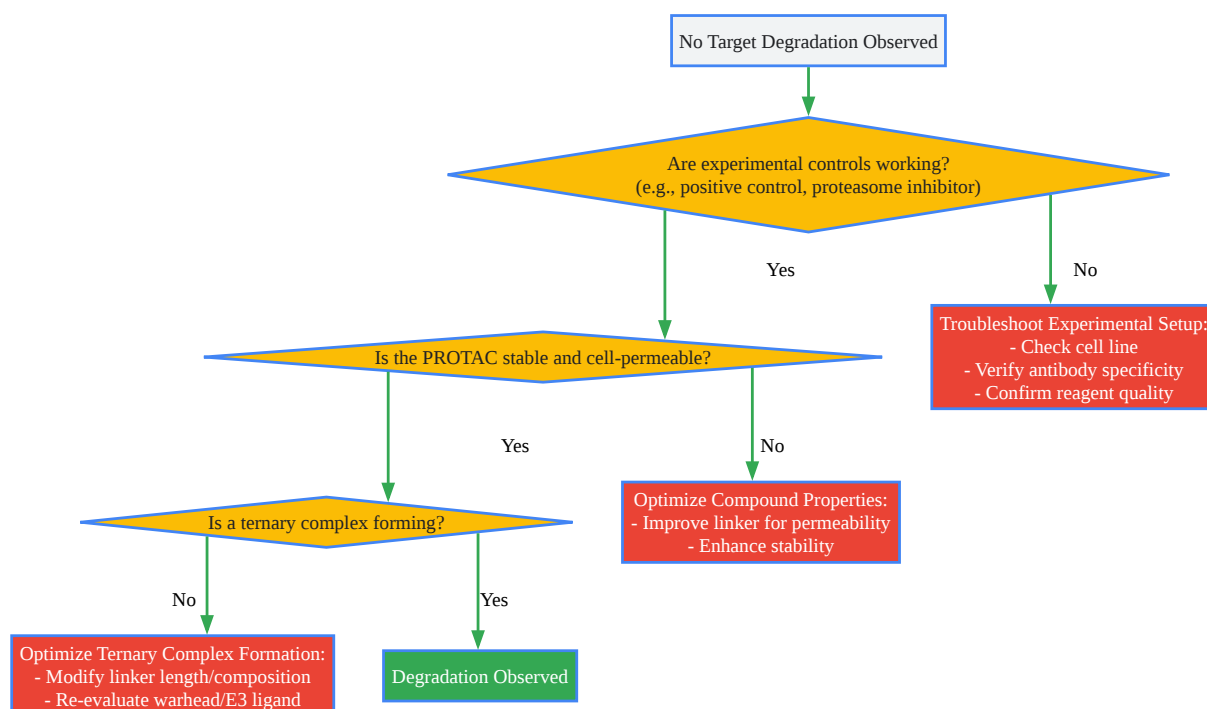 No Target Degradation Observed
Are experimental controls working?
(e.g., positive control, proteasome inhibitor)
Yes
No
Troubleshoot Experimental Setup:
- Check cell line
- Verify antibody specificity
- Confirm reagent quality
Is the PROTAC stable and cell-permeable?
Yes
No
Optimize Compound Properties:
- Improve linker for permeability
- Enhance stability
Is a ternary complex forming?
No
Yes
Optimize Ternary Complex Formation:
- Modify linker length/composition
- Re-evaluate warhead/E3 ligand
Degradation Observed